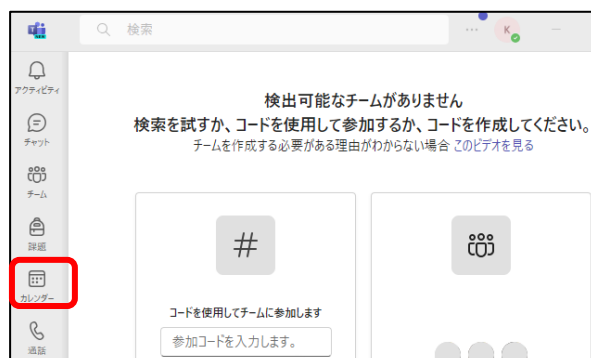 検索
...
K
アクティビティ
チャット
チーム
課題
カレンダー
通話
検出可能なチームがありません
検索を試すか、コードを使用して参加するか、コードを作成してください。
チームを作成する必要がある理由がわからない場合 このビデオを見る
#
コードを使用してチームに参加します
参加コードを入力します。